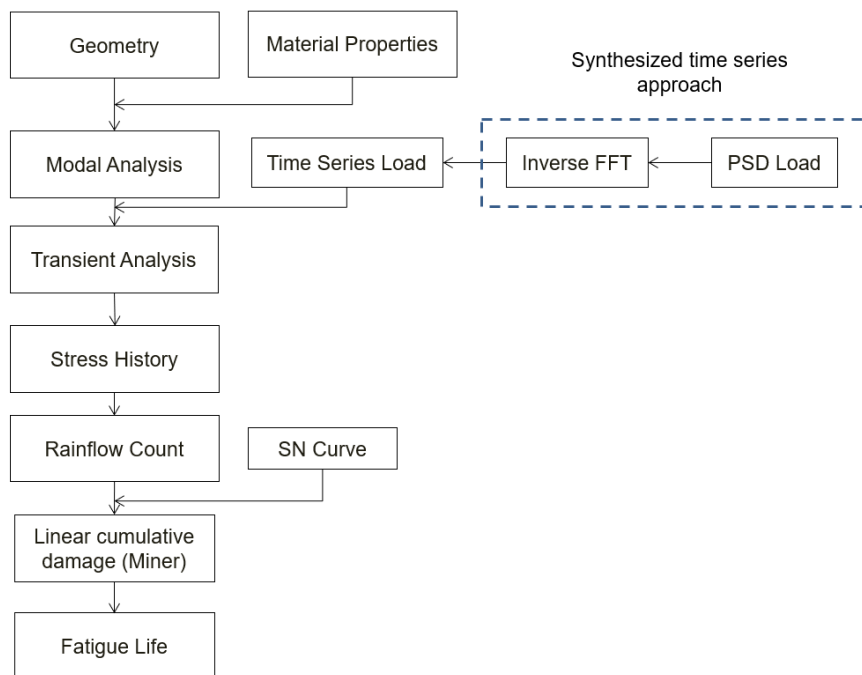 Geometry
Material Properties
Synthesized time series
approach
Modal Analysis
Time Series Load
Inverse FFT
PSD Load
Transient Analysis
Stress History
Rainflow Count
SN Curve
Linear cumulative
damage (Miner)
Fatigue Life